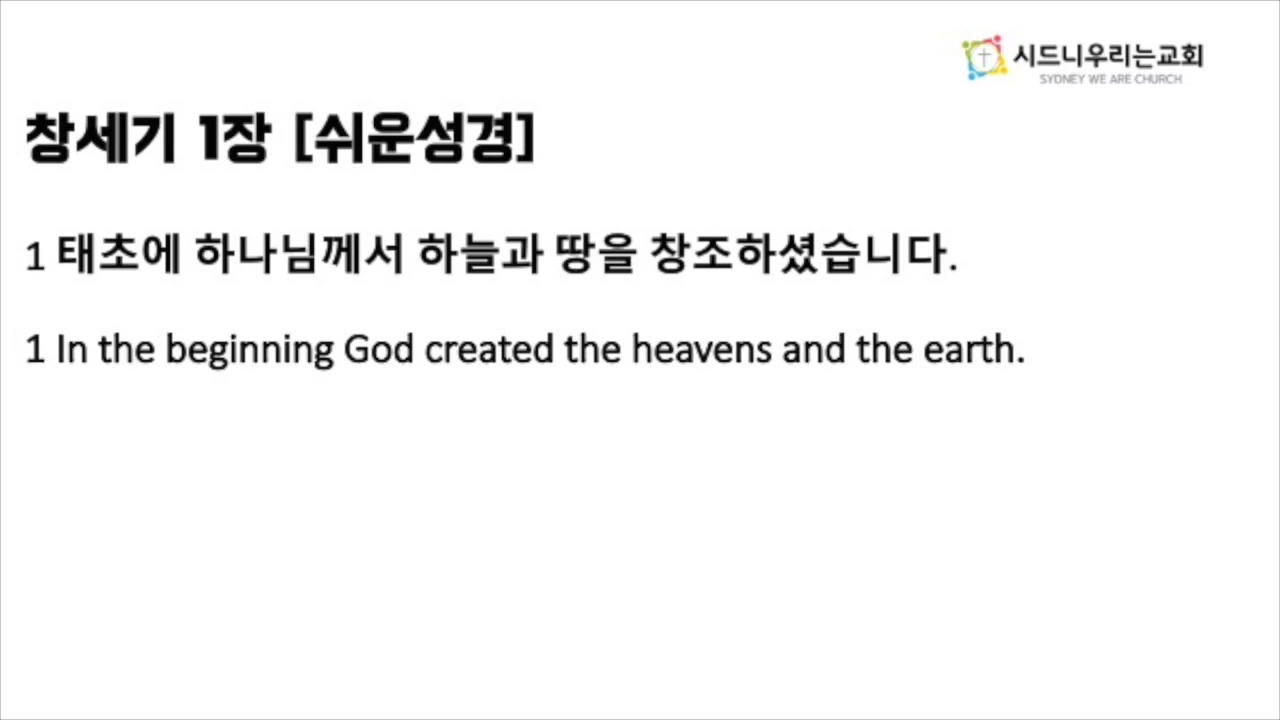 시드니우리는교회
SYDNEY WE ARE CHURCH
창세기 1장 [쉬운성경]
1 태초에 하나님께서 하늘과 땅을 창조하셨습니다.
1 In the beginning God created the heavens and the earth.